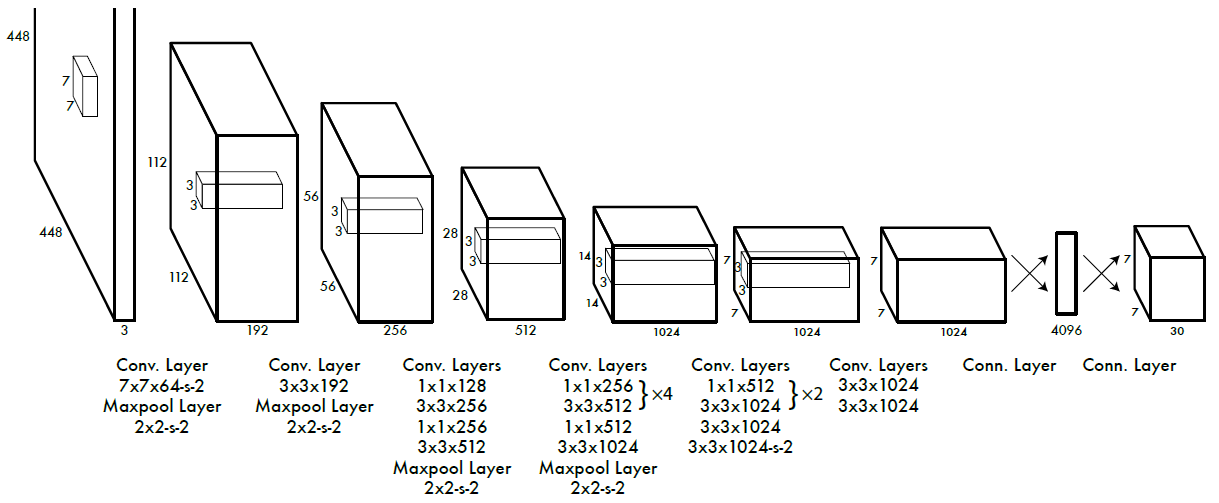 448
7
7
448
3
112
3
3
112
192
56
3
3
56
256
28
3
3
28
512
14
3
3
14
1024
7
3
3
7
1024
7
7
1024
4096
7
7
30
Conv. Layer
7x7x64-s-2
Maxpool Layer
2x2-s-2
Conv. Layer
3x3x192
Maxpool Layer
2x2-s-2
Conv. Layers
1x1x128
3x3x256
1x1x256
3x3x512
Maxpool Layer
2x2-s-2
Conv. Layers
1x1x256
3x3x512
} ×4
1x1x512
3x3x1024
Maxpool Layer
2x2-s-2
Conv. Layers
1x1x512
3x3x1024
} ×2
3x3x1024
3x3x1024-s-2
Conv. Layers
3x3x1024
3x3x1024
Conn. Layer
Conn. Layer